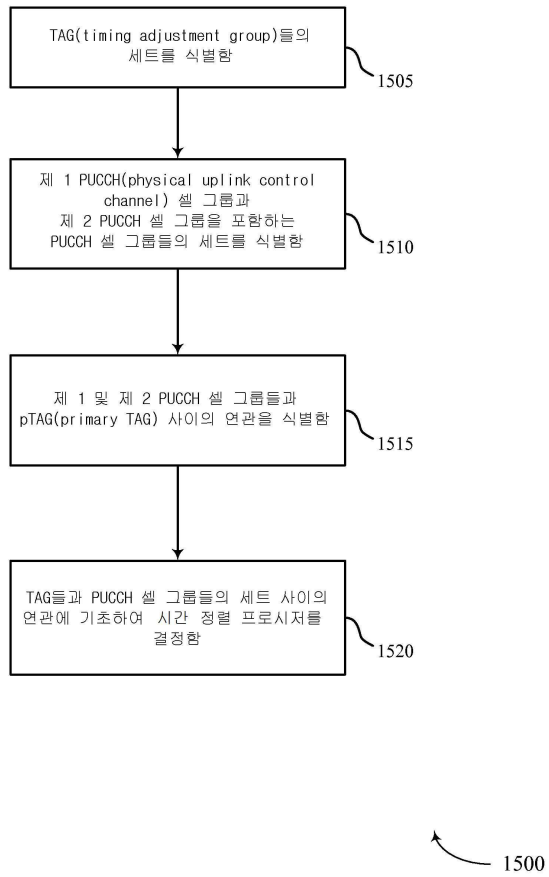 TAG(timing adjustment group)들의
세트를 식별함
1505
제 1 PUCCH(physical uplink control
channel) 셀 그룹과
제 2 PUCCH 셀 그룹을 포함하는
PUCCH 셀 그룹들의 세트를 식별함
1510
제 1 및 제 2 PUCCH 셀 그룹들과
pTAG(primary TAG) 사이의 연관을 식별함
1515
TAG들과 PUCCH 셀 그룹들의 세트 사이의
연관에 기초하여 시간 정렬 프로시저를
결정함
1520
1500